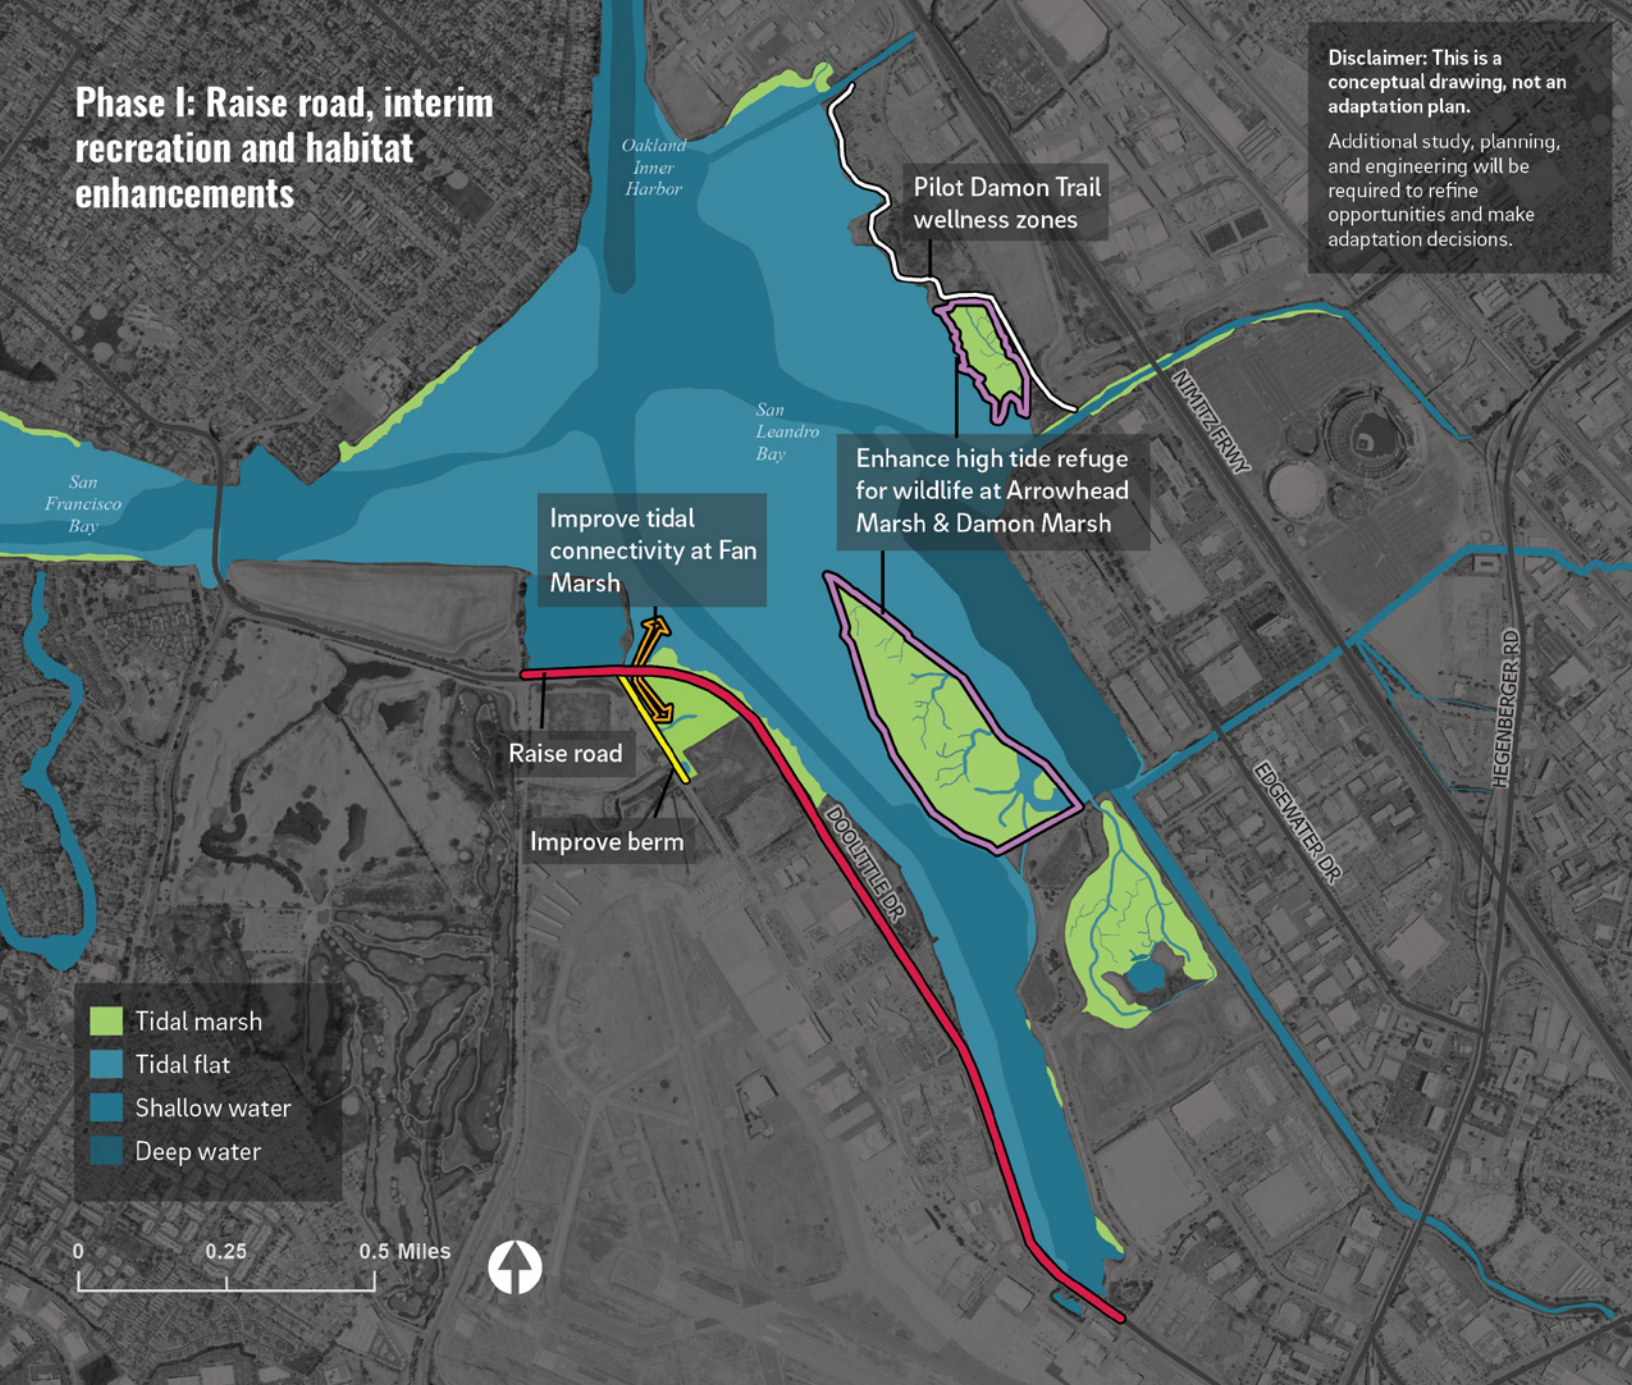 Phase I: Raise road, interim
recreation and habitat
enhancements
Disclaimer: This is a
conceptual drawing, not an
adaptation plan.
Additional study, planning,
and engineering will be
required to refine
opportunities and make
adaptation decisions.
Oakland
Inner
Harbor
Pilot Damon Trail
wellness zones
NIMITZ FRWY
San
Leandro
Bay
San
Francisco
Bay
Enhance high tide refuge
for wildlife at Arrowhead
Marsh & Damon Marsh
Improve tidal
connectivity at Fan
Marsh
HEGENBERGER RD
Raise road
EDGEWATER DR
Improve berm
DOOLITTLE DR
Tidal marsh
Tidal flat
Shallow water
Deep water
0 0.25 0.5 Miles